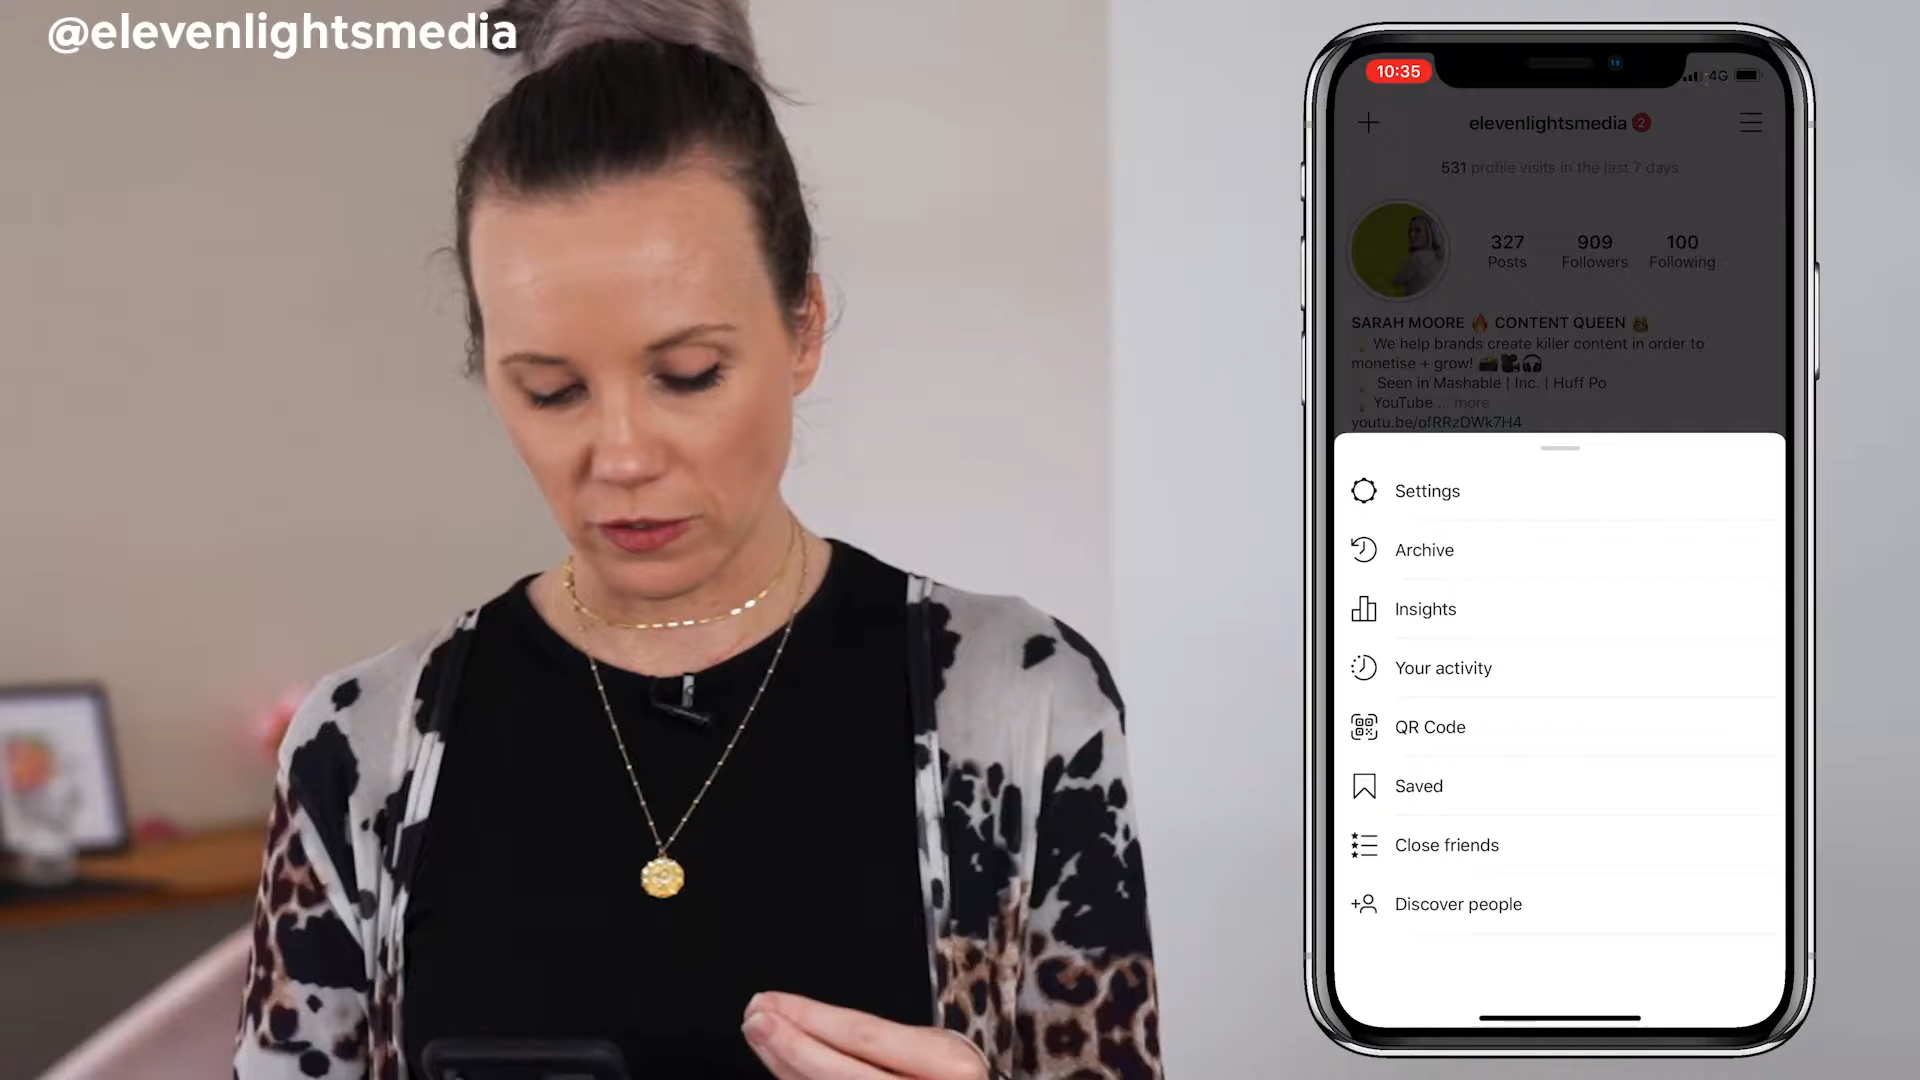 @elevenlightsmedia
10:35
4G
elevenlightsmedia 2
531 profile visits in the last 7 days
327 909 100
Posts Followers Following
SARAH MOORE 🔥 CONTENT QUEEN 👸
We help brands create killer content in order to
monetise + grow! 📸🎥🎧
Seen in Mashable | Inc. | Huff Po
YouTube ... more
youtu.be/ofRRzDWk7H4
Settings
Archive
Insights
Your activity
QR Code
Saved
Close friends
Discover people